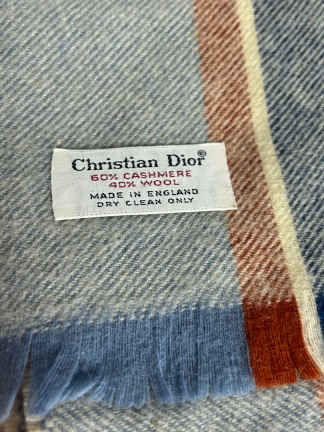 Christian Dior®
60% CASHMERE
40% WOOL
MADE IN ENGLAND
DRY CLEAN ONLY